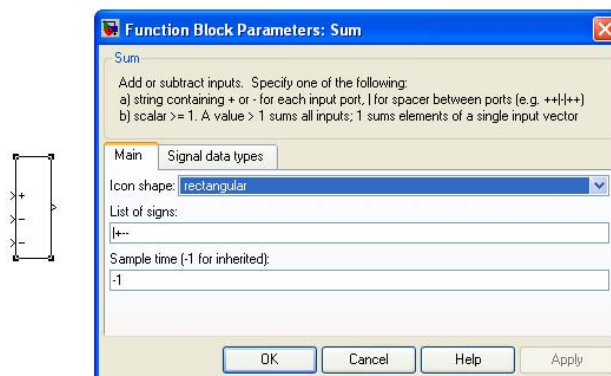 Function Block Parameters: Sum
Sum
Add or subtract inputs. Specify one of the following:
a) string containing + or - for each input port, | for spacer between ports (e.g. ++|-|++)
b) scalar >= 1. A value > 1 sums all inputs; 1 sums elements of a single input vector
Main Signal data types
Icon shape: rectangular
List of signs:
|+--
Sample time (-1 for inherited):
-1
OK Cancel Help Apply
+
-
-